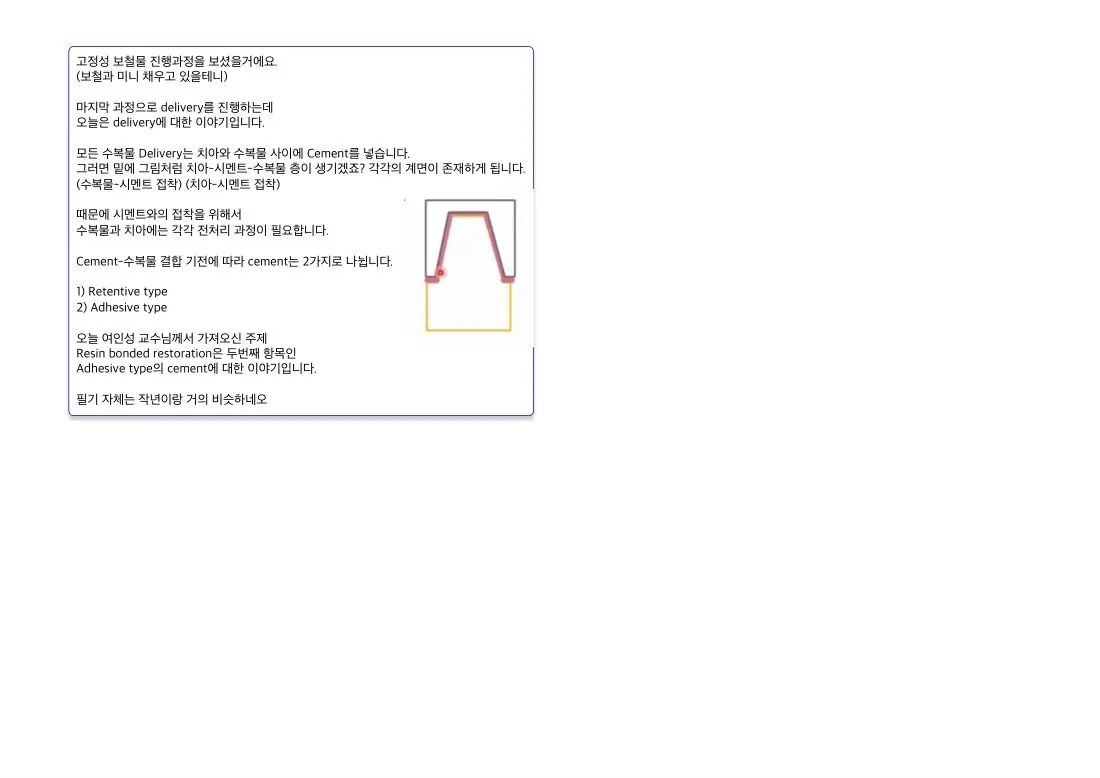 고정성 보철물 진행과정을 보셨을거에요.
(보철과 미니 채우고 있을테니)
마지막 과정으로 delivery를 진행하는데
오늘은 delivery에 대한 이야기입니다.
모든 수복물 Delivery는 치아와 수복물 사이에 Cement를 넣습니다.
그러면 밑에 그림처럼 치아-시멘트-수복물 층이 생기겠죠? 각각의 계면이 존재하게 됩니다.
(수복물-시멘트 접착) (치아-시멘트 접착)
때문에 시멘트와의 접착을 위해서
수복물과 치아에는 각각 전처리 과정이 필요합니다.
Cement-수복물 결합 기전에 따라 cement는 2가지로 나뉩니다.
1) Retentive type
2) Adhesive type
오늘 여인성 교수님께서 가져오신 주제
Resin bonded restoration은 두번째 항목인
Adhesive type의 cement에 대한 이야기입니다.
필기 자체는 작년이랑 거의 비슷하네오